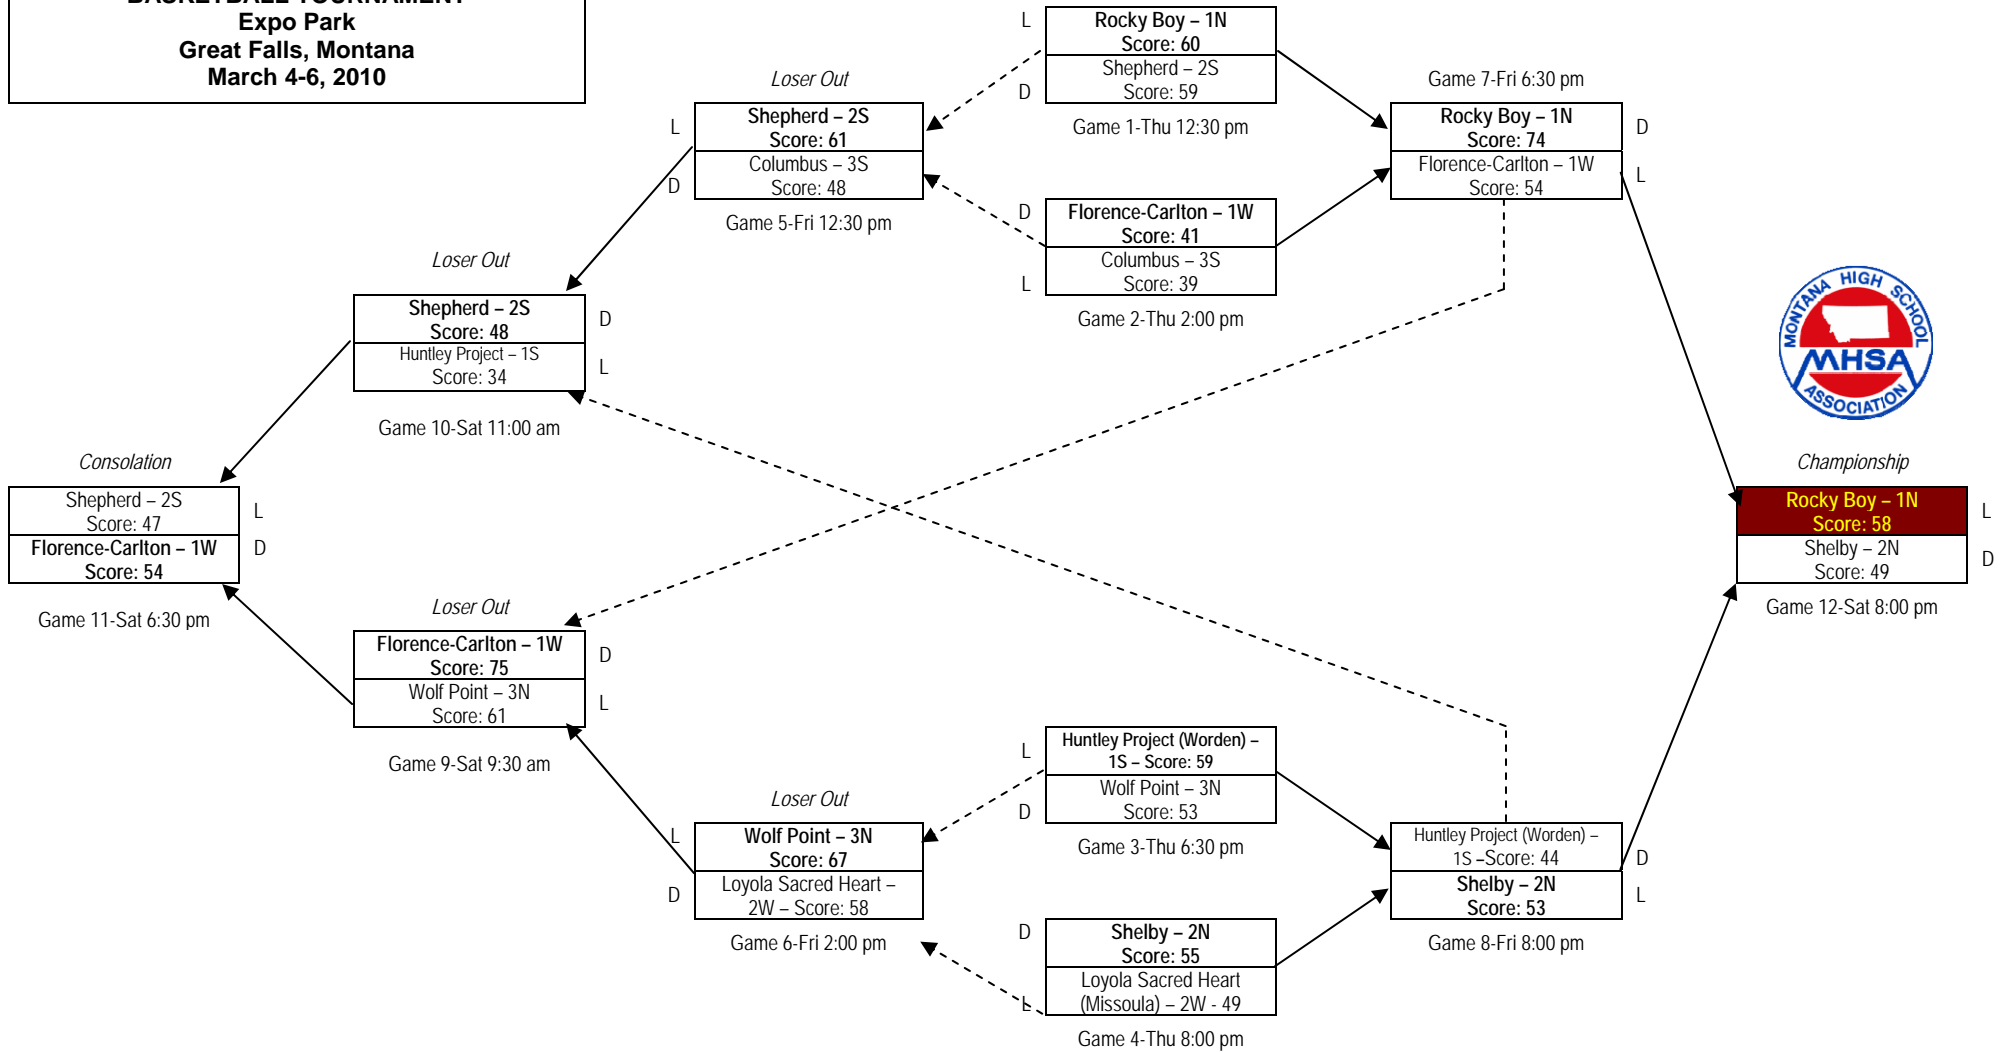 BASKETBALL TOURNAMENT
Expo Park
Great Falls, Montana
March 4-6, 2010
L
Rocky Boy – 1N
Score: 60
Shepherd – 2S
Score: 59
D
Game 1-Thu 12:30 pm
Loser Out
L
Shepherd – 2S
Score: 61
Columbus – 3S
Score: 48
D
Game 5-Fri 12:30 pm
Game 7-Fri 6:30 pm
Rocky Boy – 1N
Score: 74
D
Florence-Carlton – 1W
Score: 54
L
D
Florence-Carlton – 1W
Score: 41
Columbus – 3S
Score: 39
L
Game 2-Thu 2:00 pm
Loser Out
Shepherd – 2S
Score: 48
D
Huntley Project – 1S
Score: 34
L
Game 10-Sat 11:00 am
MONTANA HIGH SCHOOL
MHSA
ASSOCIATION
Consolation
Shepherd – 2S
Score: 47
L
Florence-Carlton – 1W
Score: 54
D
Game 11-Sat 6:30 pm
Championship
Rocky Boy – 1N
Score: 58
L
Shelby – 2N
Score: 49
D
Game 12-Sat 8:00 pm
Loser Out
Florence-Carlton – 1W
Score: 75
D
Wolf Point – 3N
Score: 61
L
Game 9-Sat 9:30 am
L
Huntley Project (Worden) –
1S – Score: 59
Wolf Point – 3N
Score: 53
D
Game 3-Thu 6:30 pm
Loser Out
L
Wolf Point – 3N
Score: 67
Loyola Sacred Heart –
2W – Score: 58
D
Game 6-Fri 2:00 pm
Huntley Project (Worden) –
1S –Score: 44
D
Shelby – 2N
Score: 53
L
Game 8-Fri 8:00 pm
D
Shelby – 2N
Score: 55
Loyola Sacred Heart
(Missoula) – 2W - 49
L
Game 4-Thu 8:00 pm